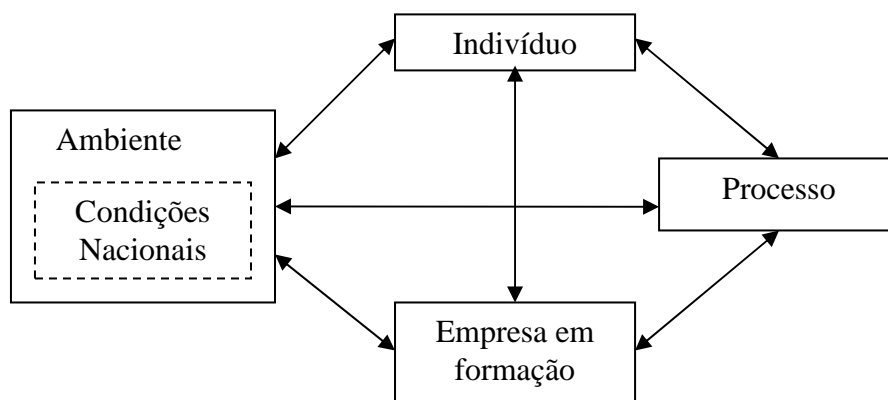 Indivíduo
Ambiente
Condições
Nacionais
Processo
Empresa em
formação